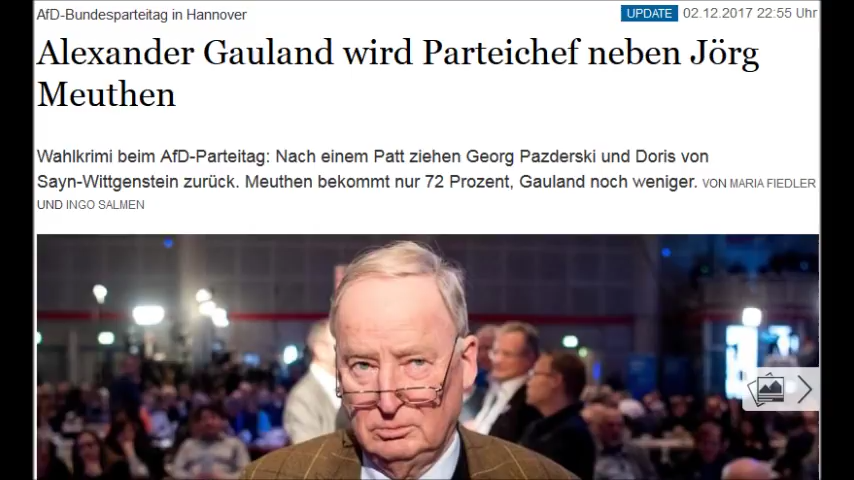 AfD-Bundesparteitag in Hannover
UPDATE 02.12.2017 22:55 Uhr
Alexander Gauland wird Parteichef neben Jörg
Meuthen
Wahlkrimi beim AfD-Parteitag: Nach einem Patt ziehen Georg Pazderski und Doris von
Sayn-Wittgenstein zurück. Meuthen bekommt nur 72 Prozent, Gauland noch weniger. VON MARIA FIEDLER
UND INGO SALMEN